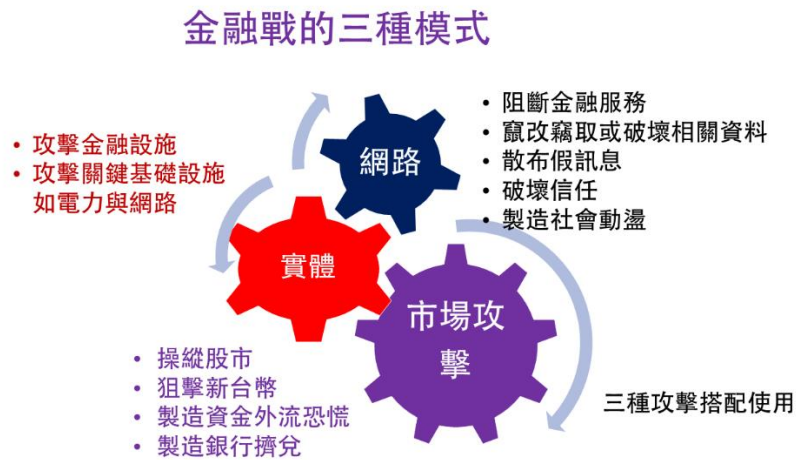 金融戰的三種模式
• 攻擊金融設施
• 攻擊關鍵基礎設施
如電力與網路
網路
• 阻斷金融服務
• 竄改竊取或破壞相關資料
• 散布假訊息
• 破壞信任
• 製造社會動盪
實體
市場攻
擊
• 操縱股市
• 狙擊新台幣
• 製造資金外流恐慌
• 製造銀行擠兌
三種攻擊搭配使用